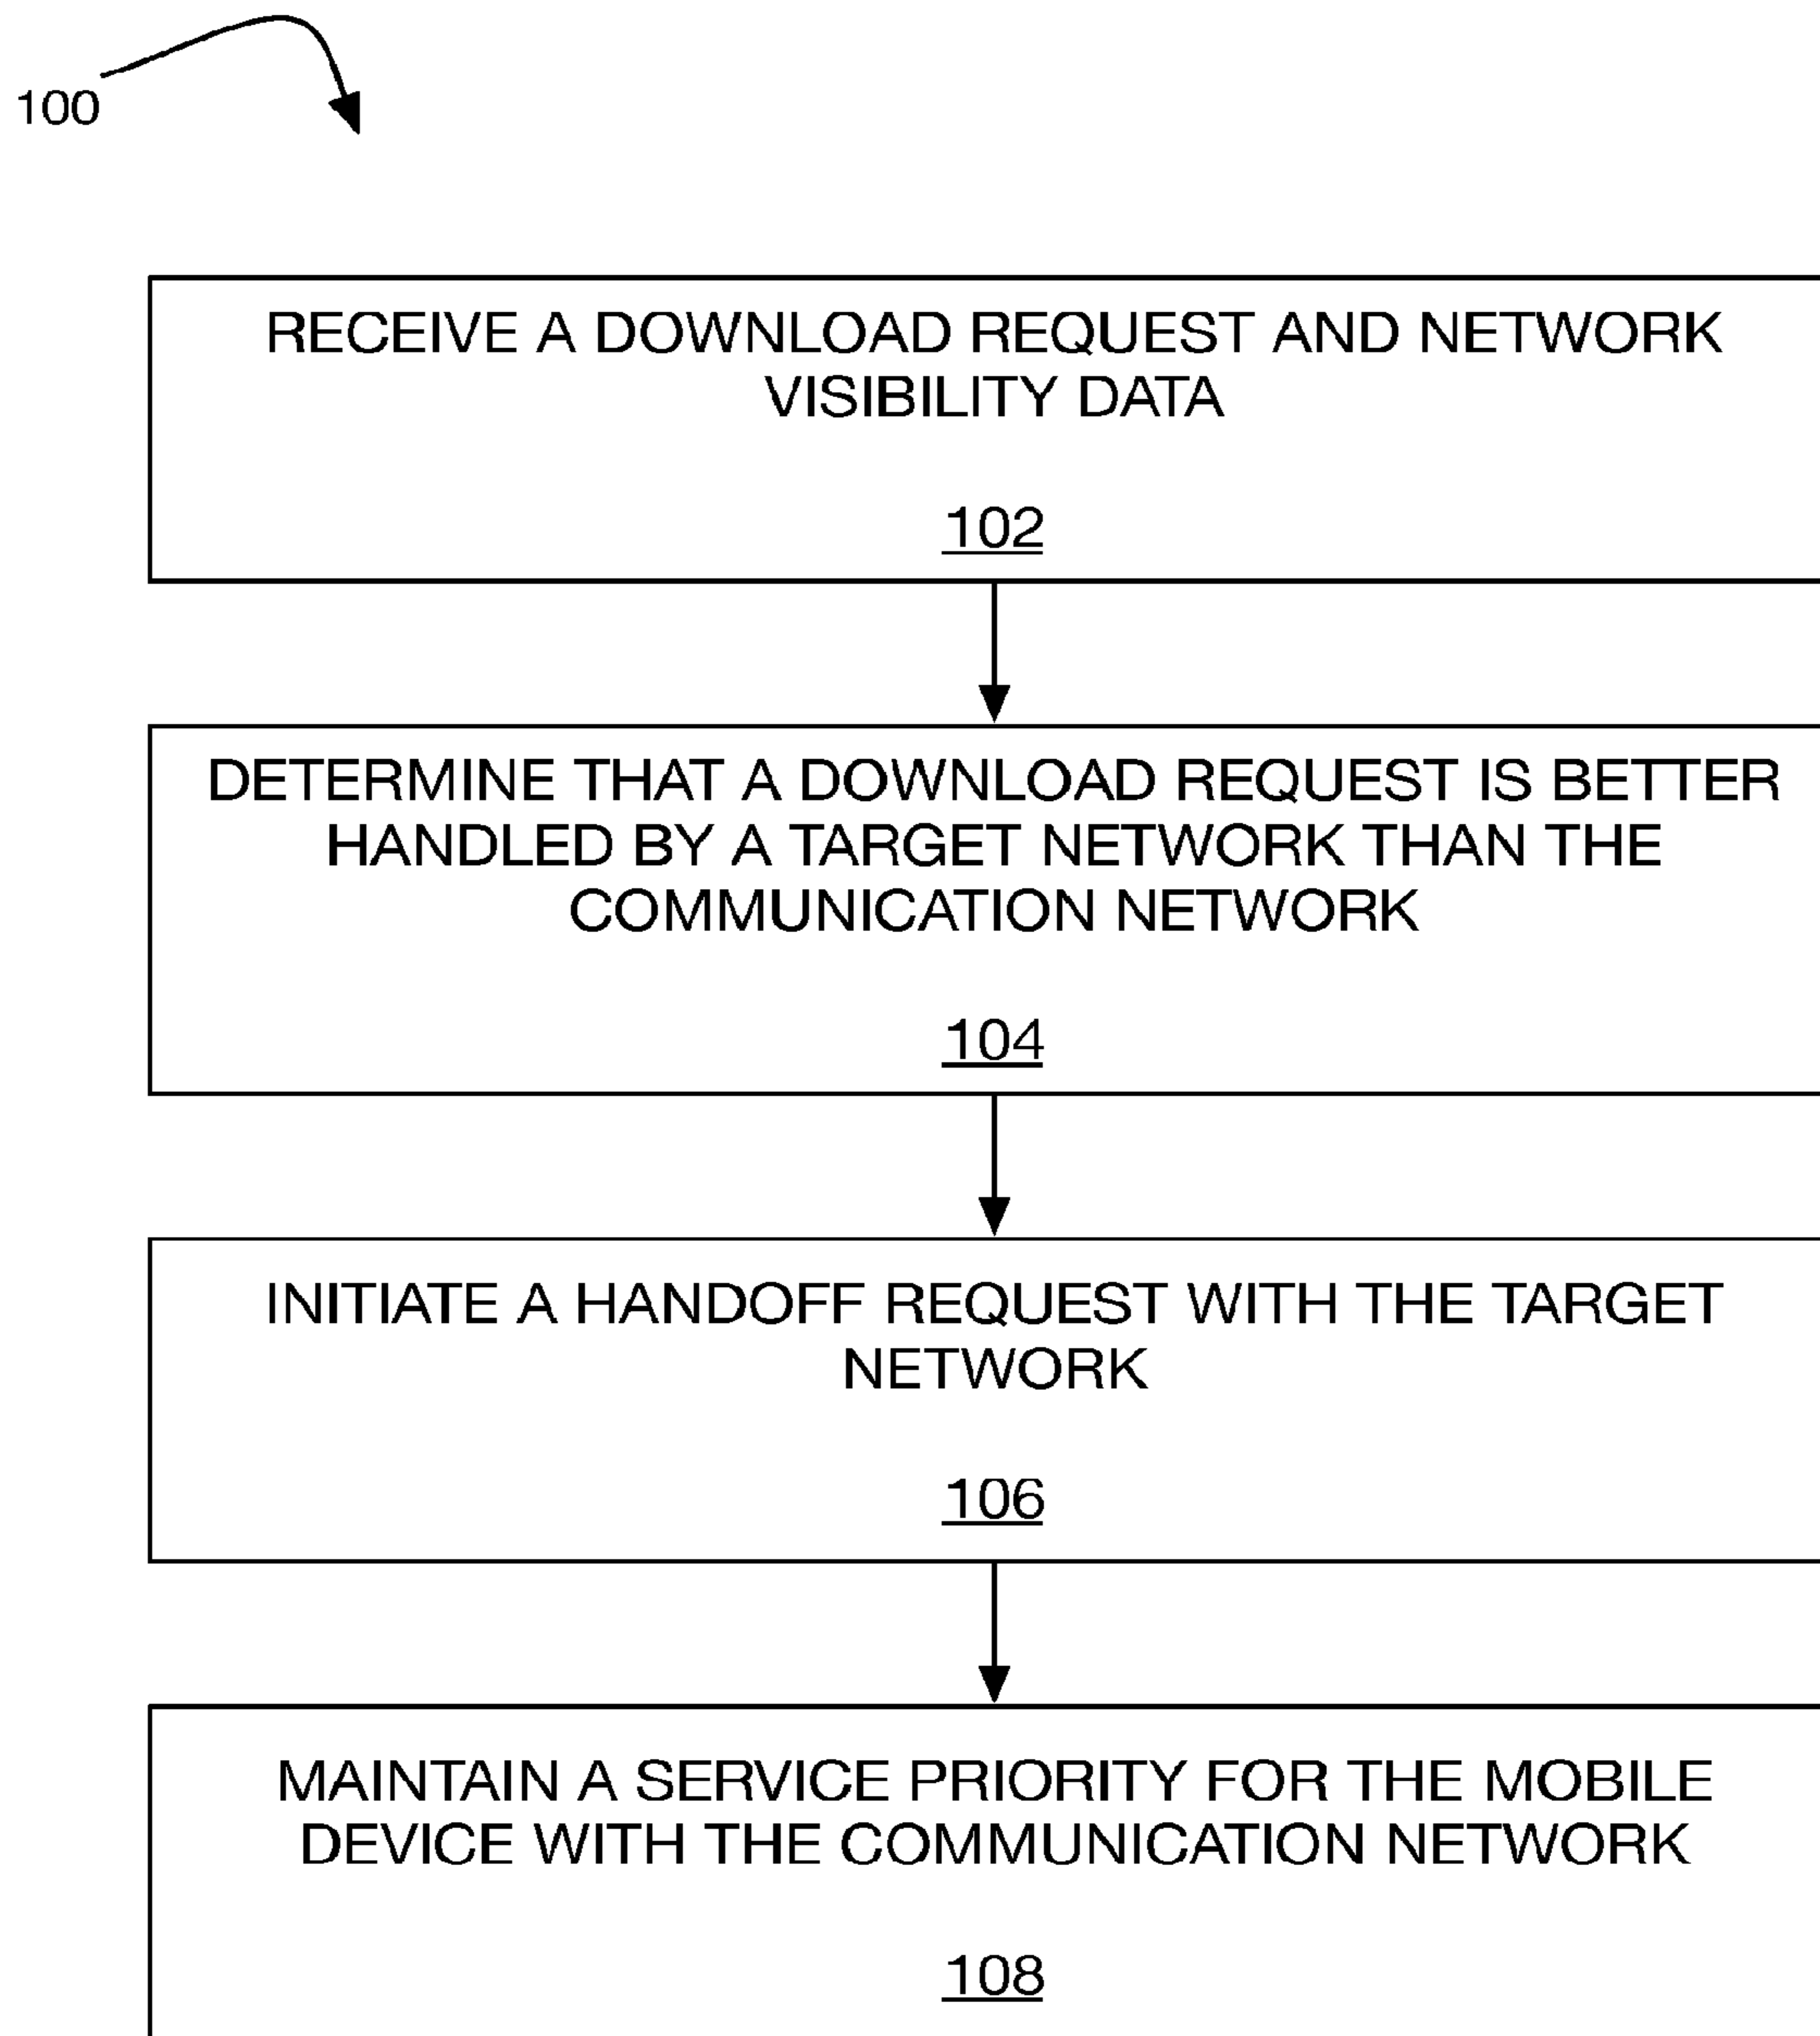 100
RECEIVE A DOWNLOAD REQUEST AND NETWORK
VISIBILITY DATA
102
DETERMINE THAT A DOWNLOAD REQUEST IS BETTER
HANDLED BY A TARGET NETWORK THAN THE
COMMUNICATION NETWORK
104
INITIATE A HANDOFF REQUEST WITH THE TARGET
NETWORK
106
MAINTAIN A SERVICE PRIORITY FOR THE MOBILE
DEVICE WITH THE COMMUNICATION NETWORK
108